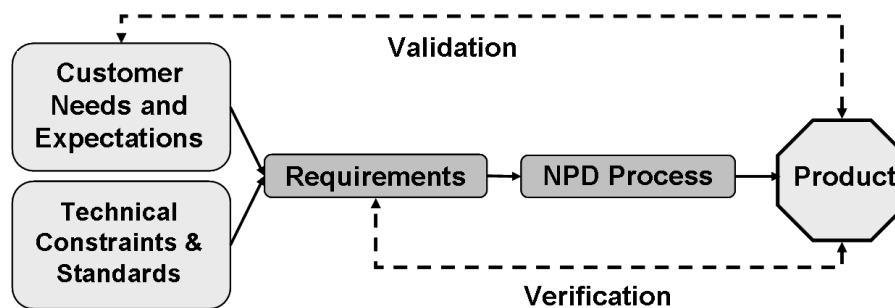 Validation
Customer
Needs and
Expectations
Requirements
NPD Process
Product
Technical
Constraints &
Standards
Verification